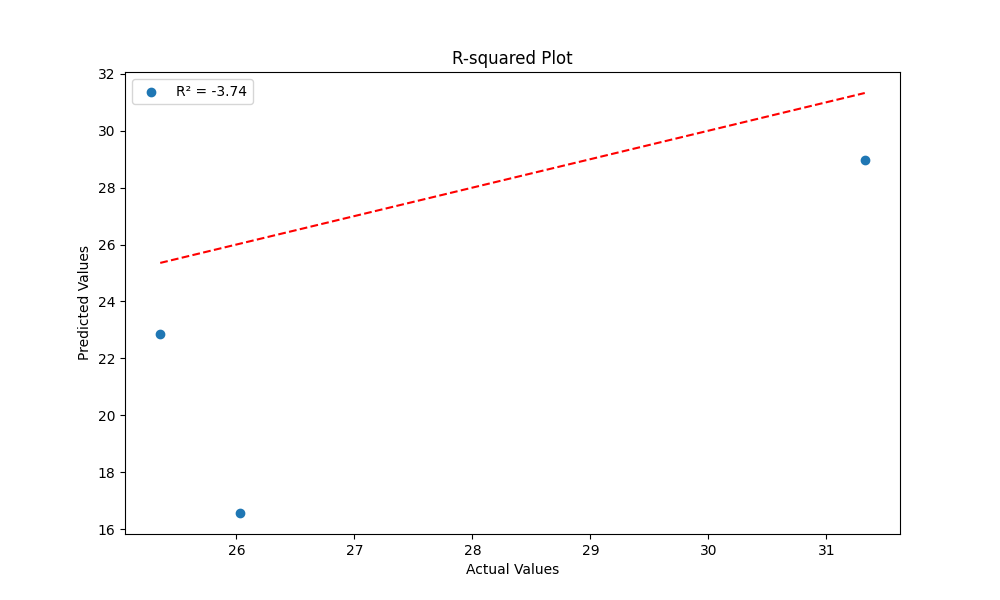 R-squared Plot
R² = -3.74
32
30
28
26
24
22
20
18
16
Predicted Values
26 27 28 29 30 31
Actual Values